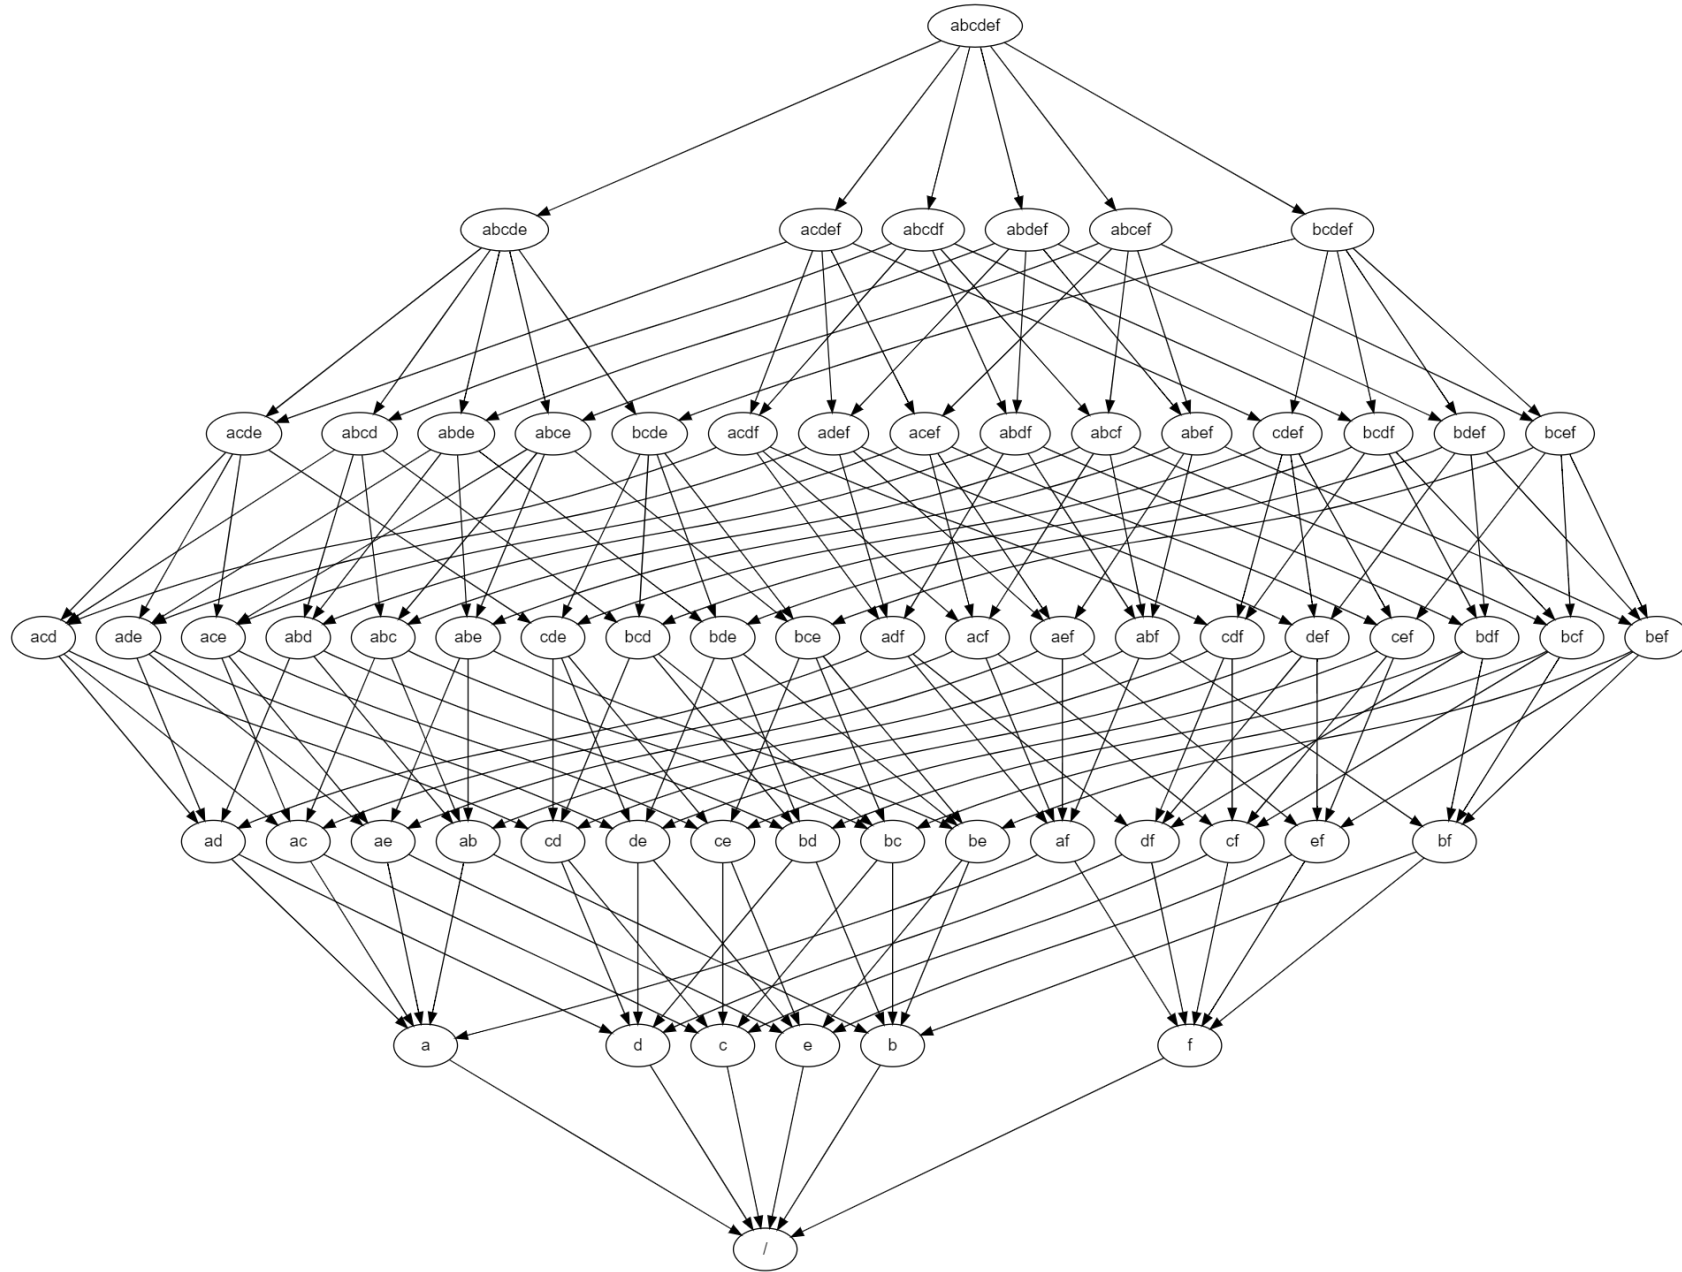 abcdef
abcde acdef abcdf abdef abcef bcdef
acde abcd abde abce bcde acdf adef acef abdf abcf abef cdef bcdf bdef bcef
acd ade ace abd abc abe cde bcd bde bce adf acf aef abf cdf def cef bdf bcf bef
ad ac ae ab cd de ce bd bc be af df cf ef bf
a d c e b f
/